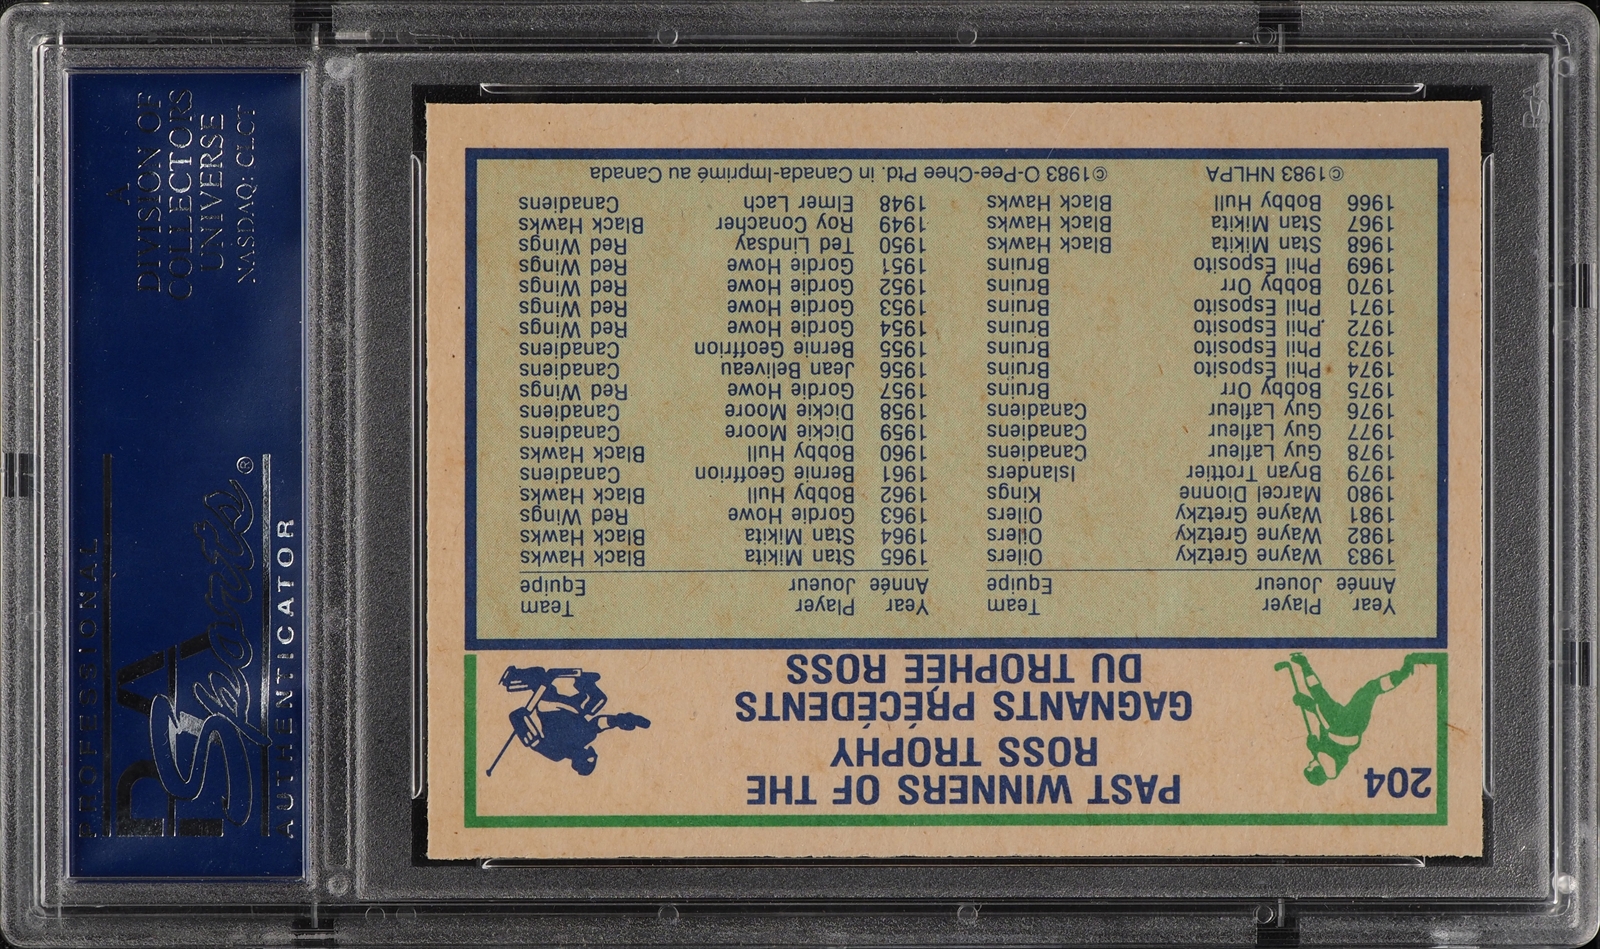 204
PAST WINNERS OF THE
ROSS TROPHY
GAGNANTS PRÉCÉDENTS
DU TROPHÉE ROSS
Year Player Team Year Player Team
Année Joueur Equipe Année Joueur Equipe
1983 Wayne Gretzky Oilers 1965 Stan Mikita Black Hawks
1982 Wayne Gretzky Oilers 1964 Stan Mikita Black Hawks
1981 Wayne Gretzky Oilers 1963 Gordie Howe Red Wings
1980 Marcel Dionne Kings 1962 Bobby Hull Black Hawks
1979 Bryan Trottier Islanders 1961 Bernie Geoffrion Canadiens
1978 Guy Lafleur Canadiens 1960 Bobby Hull Black Hawks
1977 Guy Lafleur Canadiens 1959 Dickie Moore Canadiens
1976 Guy Lafleur Canadiens 1958 Dickie Moore Canadiens
1975 Bobby Orr Bruins 1957 Gordie Howe Red Wings
1974 Phil Esposito Bruins 1956 Jean Beliveau Canadiens
1973 Phil Esposito Bruins 1955 Bernie Geoffrion Canadiens
1972 Phil Esposito Bruins 1954 Gordie Howe Red Wings
1971 Phil Esposito Bruins 1953 Gordie Howe Red Wings
1970 Bobby Orr Bruins 1952 Gordie Howe Red Wings
1969 Phil Esposito Bruins 1951 Gordie Howe Red Wings
1968 Stan Mikita Black Hawks 1950 Ted Lindsay Red Wings
1967 Stan Mikita Black Hawks 1949 Roy Conacher Black Hawks
1966 Bobby Hull Black Hawks 1948 Elmer Lach Canadiens
©1983 NHLPA ©1983 O-Pee-Chee Ptd. in Canada-Imprimé au Canada
PROFESSIONAL
PSA
Sports®
AUTHENTICATOR
A
DIVISION OF
COLLECTORS
UNIVERSE
NASDAQ: CLCT
PSA